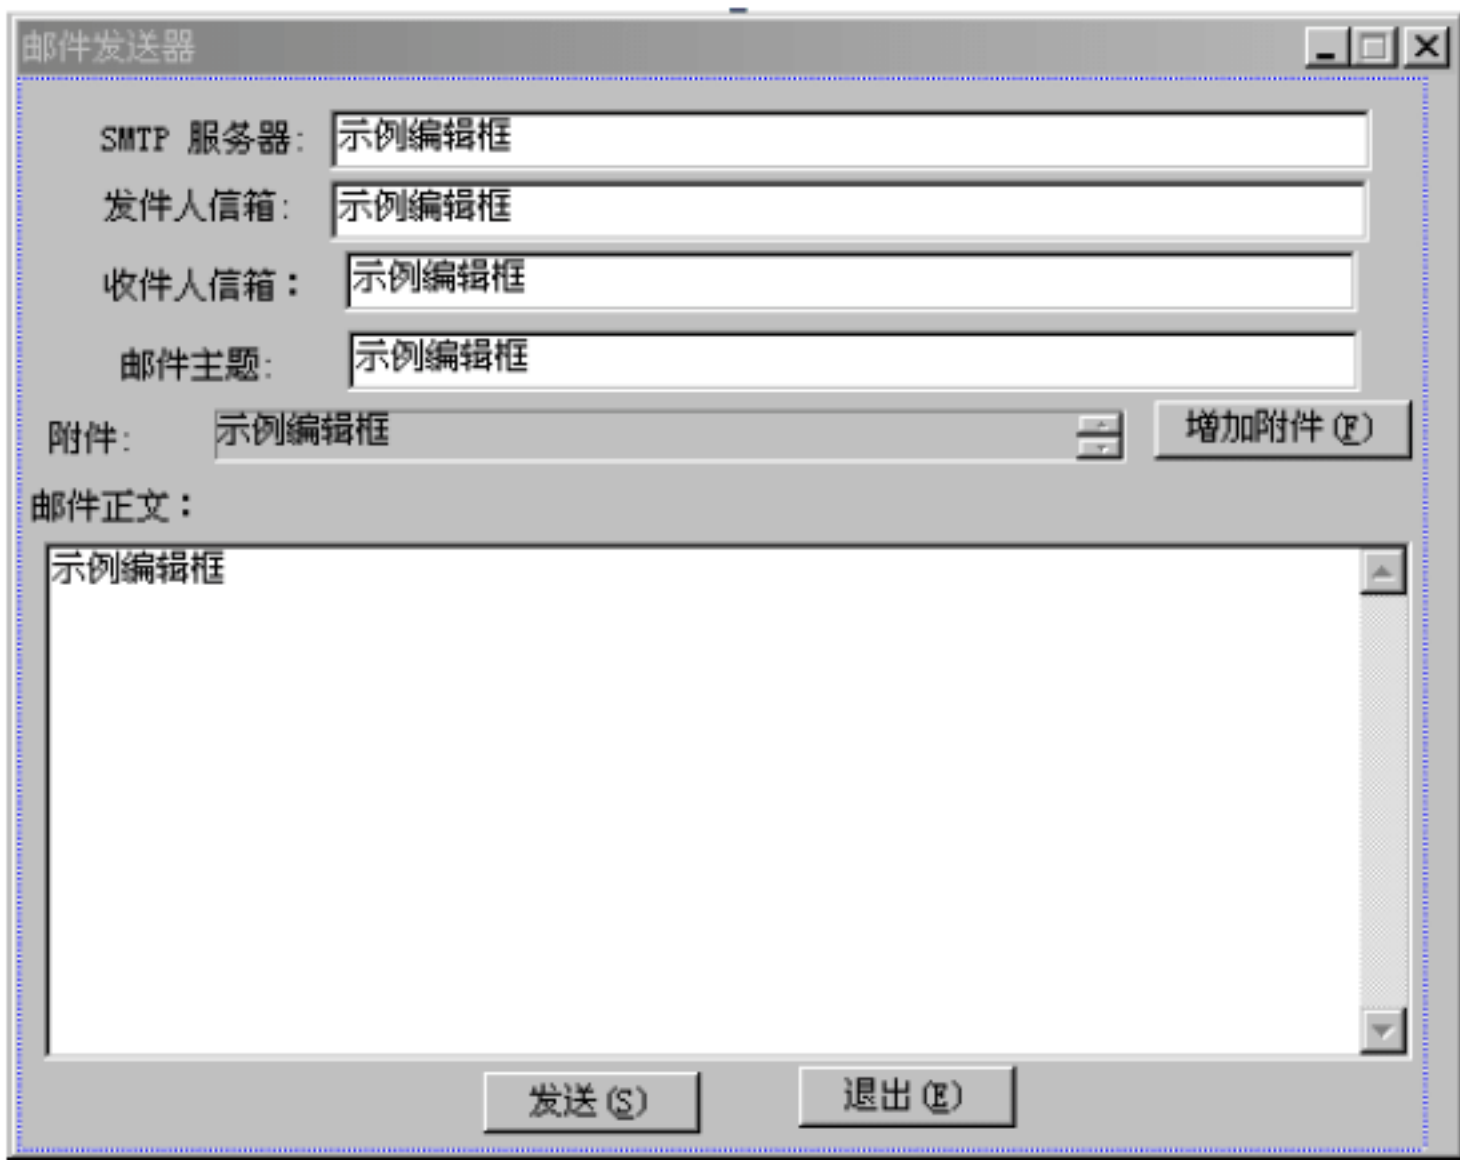 邮件发送器
SMTP 服务器: 示例编辑框
发件人信箱: 示例编辑框
收件人信箱： 示例编辑框
邮件主题: 示例编辑框
附件: 示例编辑框 增加附件(F)
邮件正文：
示例编辑框
发送(S) 退出(E)